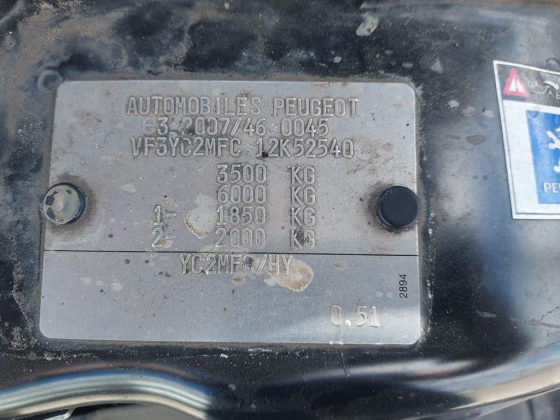 AUTOMOBILES PEUGEOT
e3*2007/46*0045
VF3YC2MFC 12K52540
3500 KG
6000 KG
1- 1850 KG
2- 2000 KG
/HY
2894
0.51